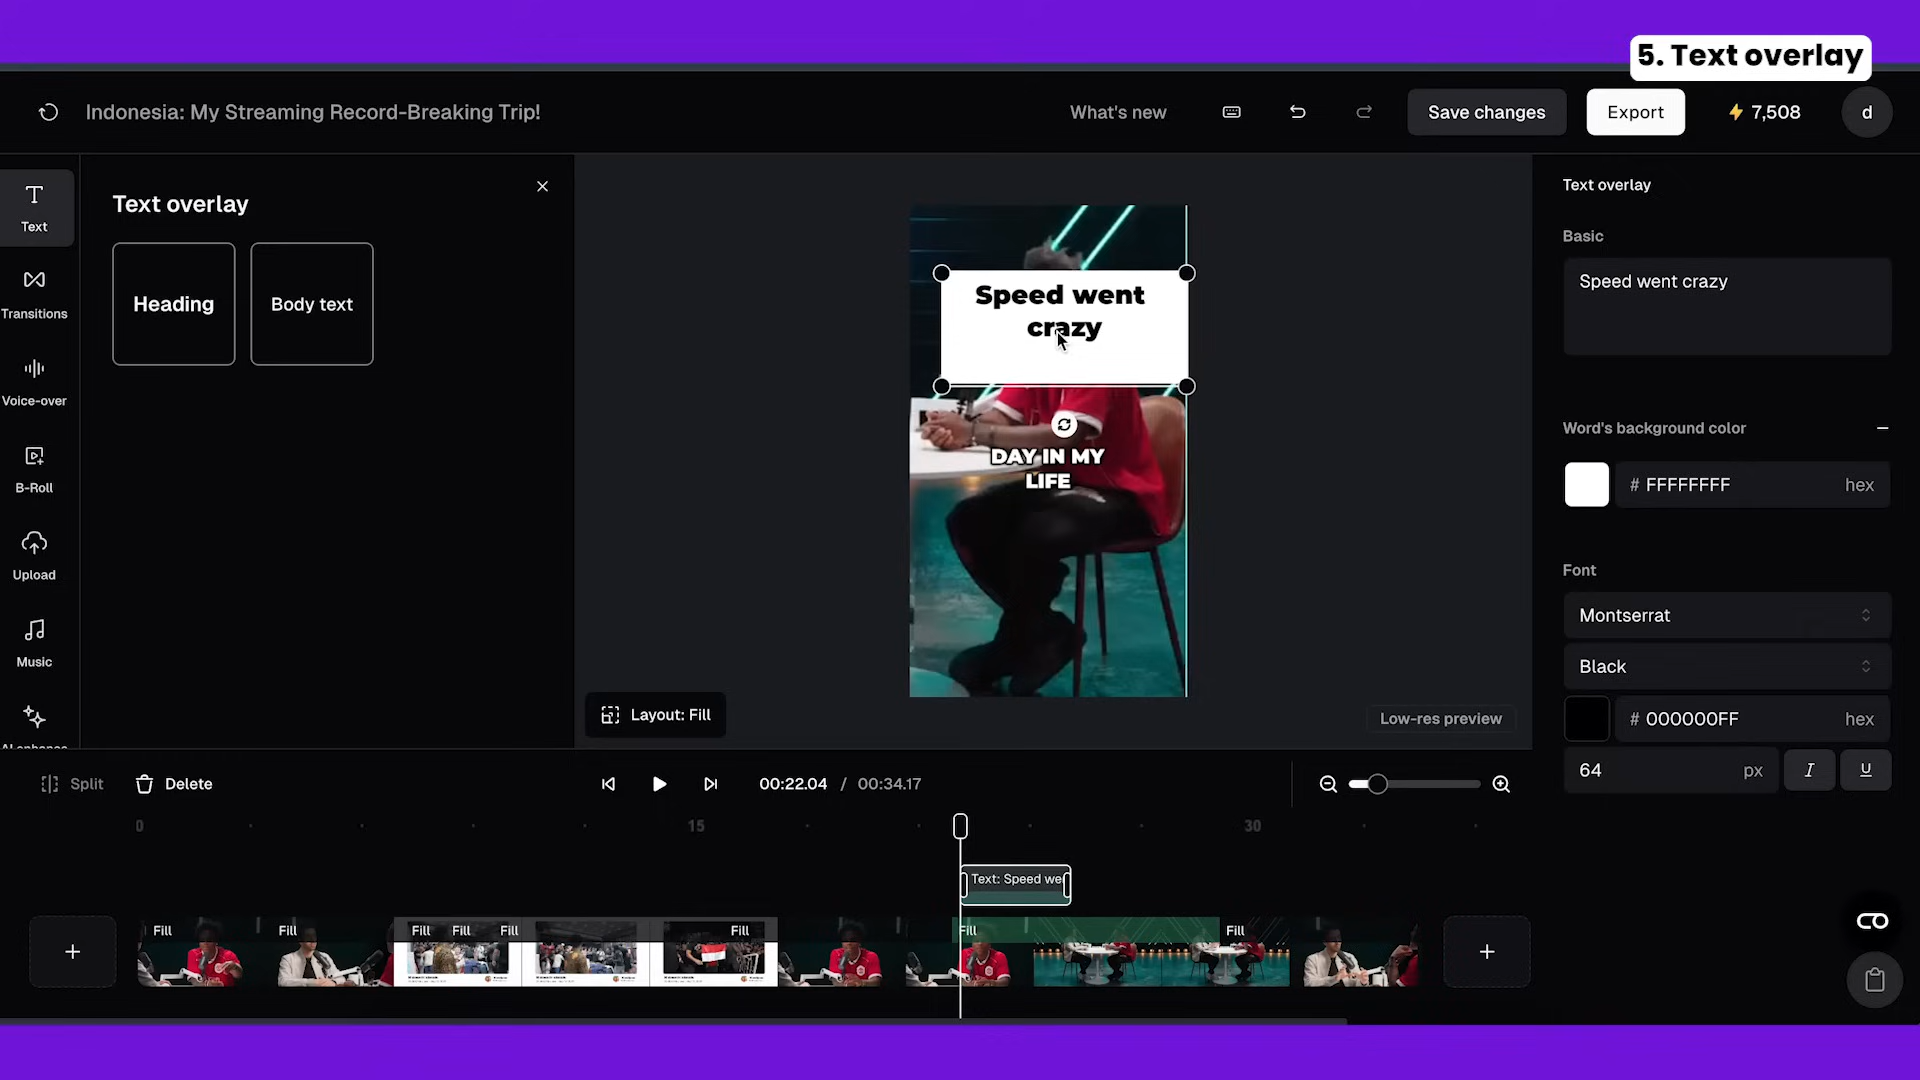 5. Text overlay
Indonesia: My Streaming Record-Breaking Trip!
What's new
Save changes
Export
7,508
d
Text
Transitions
Voice-over
B-Roll
Upload
Music
AI enhance
Text overlay
Heading
Body text
Speed went
crazy
DAY IN MY
LIFE
Layout: Fill
Low-res preview
Text overlay
Basic
Speed went crazy
Word's background color
# FFFFFFFF hex
Font
Montserrat
Black
# 000000FF hex
64 px I U
Split
Delete
00:22.04 / 00:34.17
0 15 30
Text: Speed we
Fill Fill Fill Fill Fill Fill Fill Fill